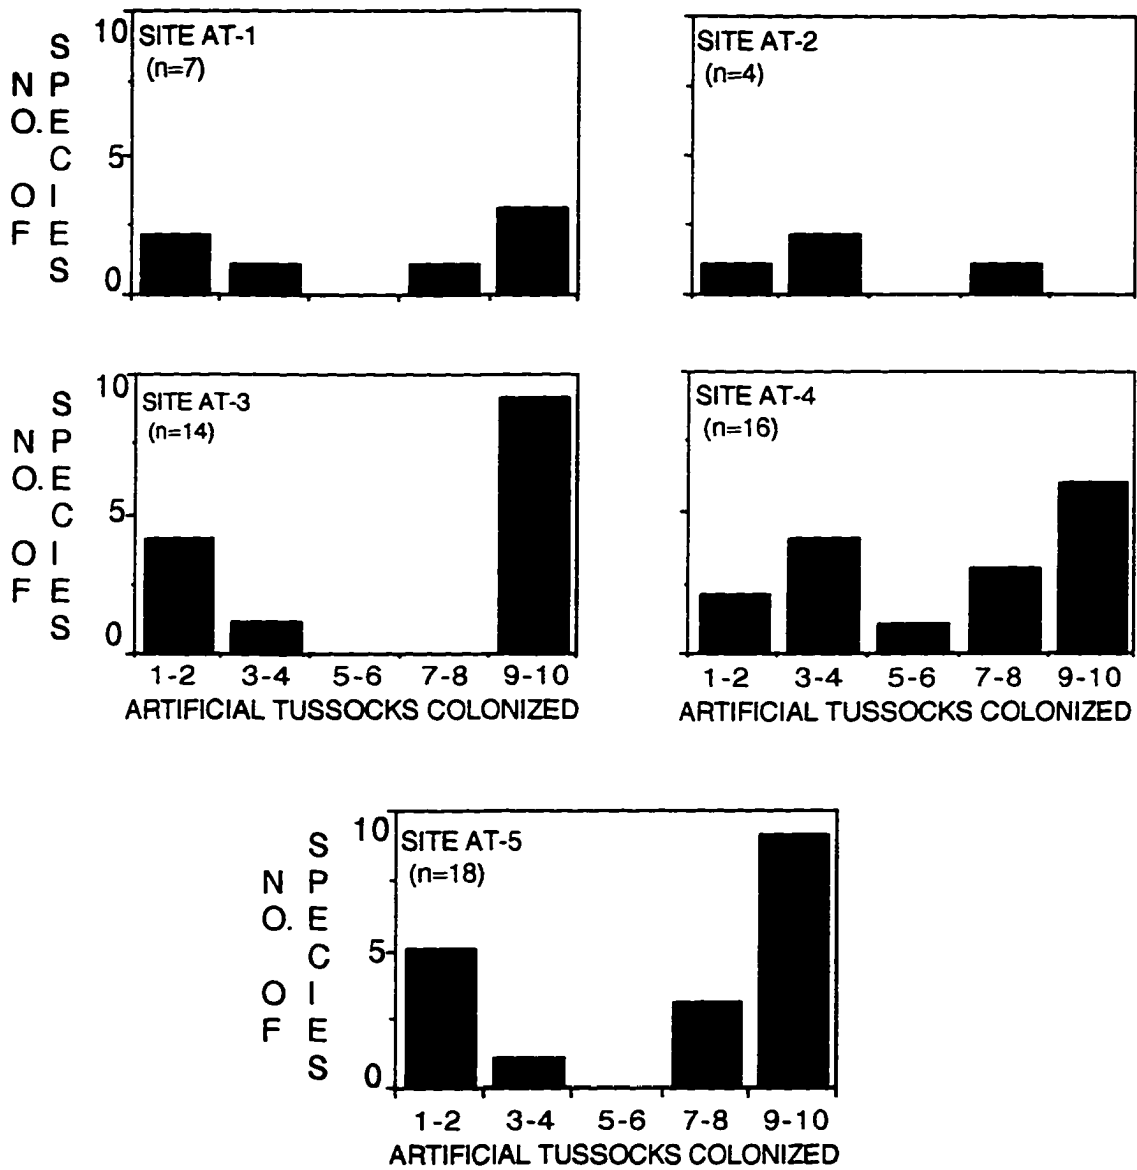 NO. OF SPECIES
10
5
0
SITE AT-1
(n=7)
SITE AT-2
(n=4)
NO. OF SPECIES
10
5
0
SITE AT-3
(n=14)
1-2 3-4 5-6 7-8 9-10
ARTIFICIAL TUSSOCKS COLONIZED
SITE AT-4
(n=16)
1-2 3-4 5-6 7-8 9-10
ARTIFICIAL TUSSOCKS COLONIZED
NO. OF SPECIES
10
5
0
SITE AT-5
(n=18)
1-2 3-4 5-6 7-8 9-10
ARTIFICIAL TUSSOCKS COLONIZED